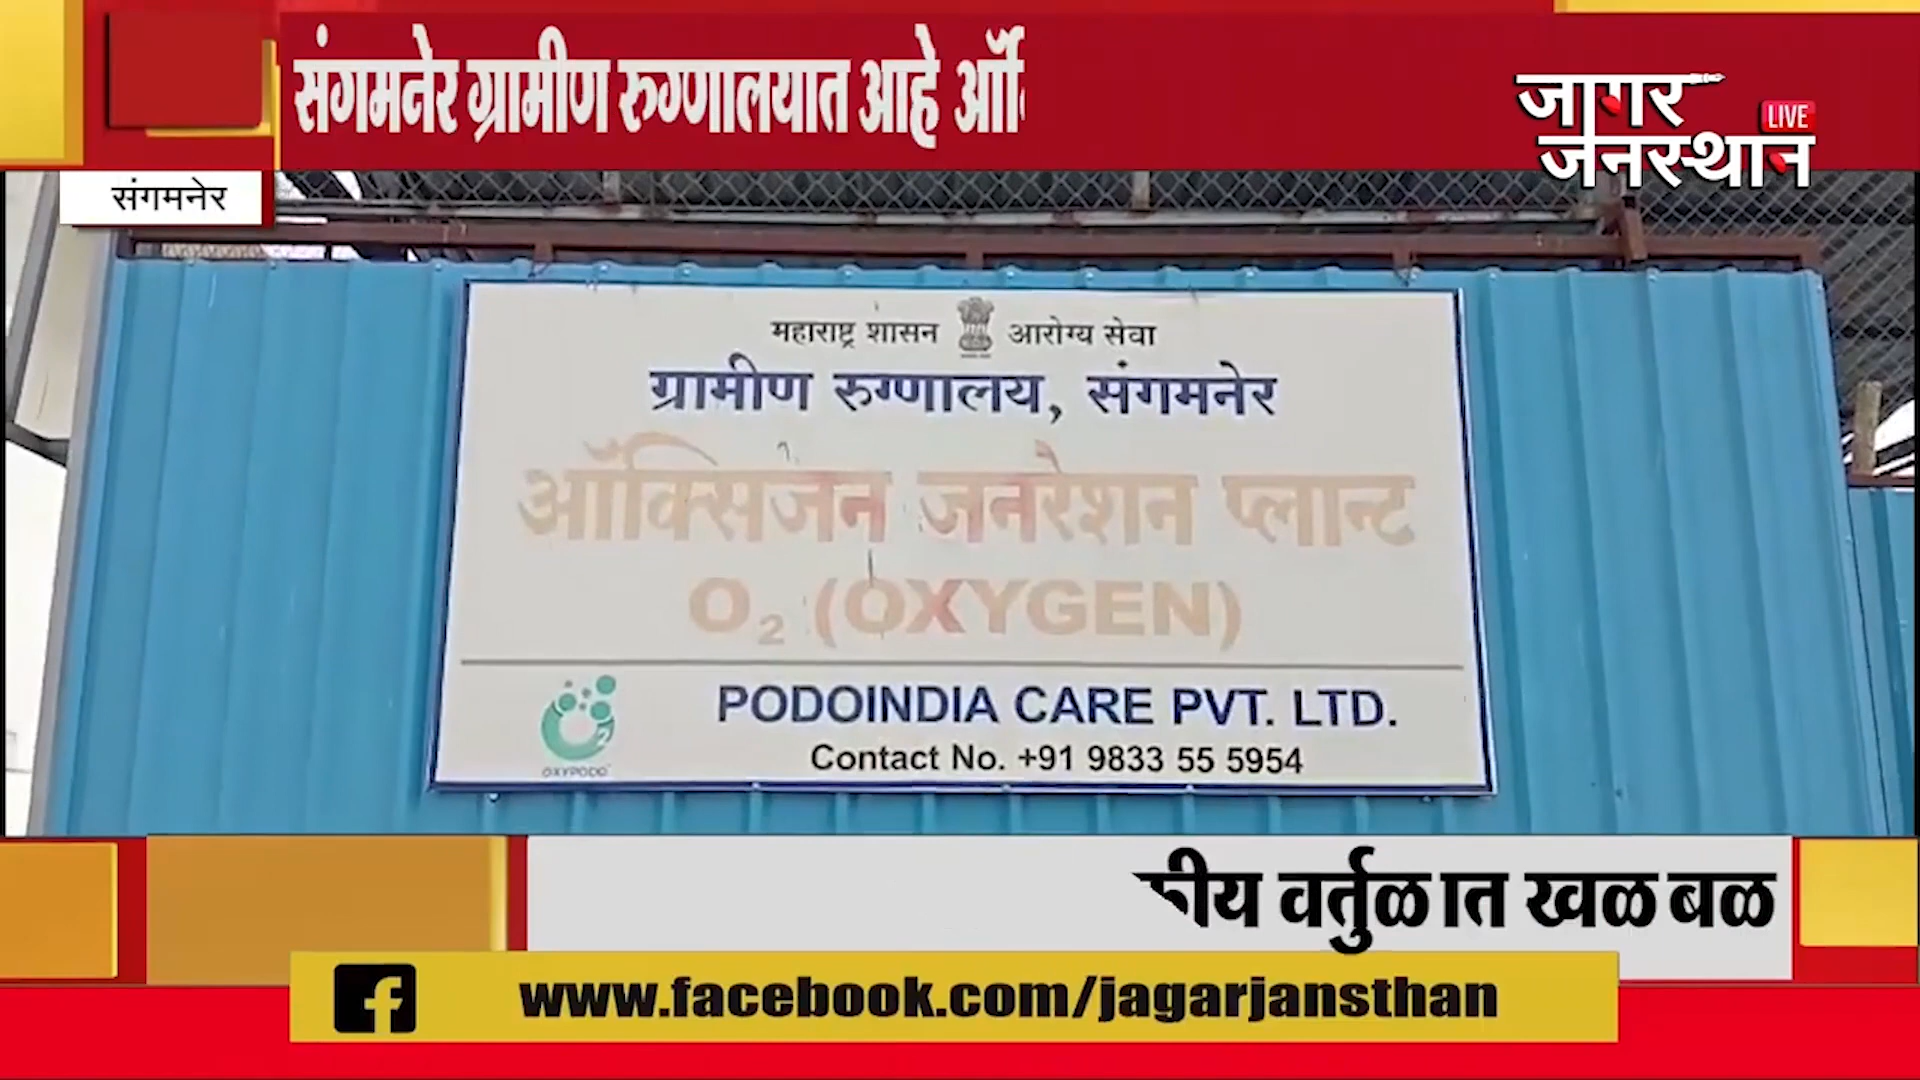 संगमनेर ग्रामीण रुग्णालयात आहे
जागर
LIVE
जनस्थान
संगमनेर
महाराष्ट्र शासन आरोग्य सेवा
ग्रामीण रुग्णालय, संगमनेर
ऑक्सिजन जनरेशन प्लान्ट
O₂ (OXYGEN)
PODOINDIA CARE PVT. LTD.
OXYPODO
Contact No. +91 9833 55 5954
वर्तुळात खळबळ
www.facebook.com/jagarjansthan